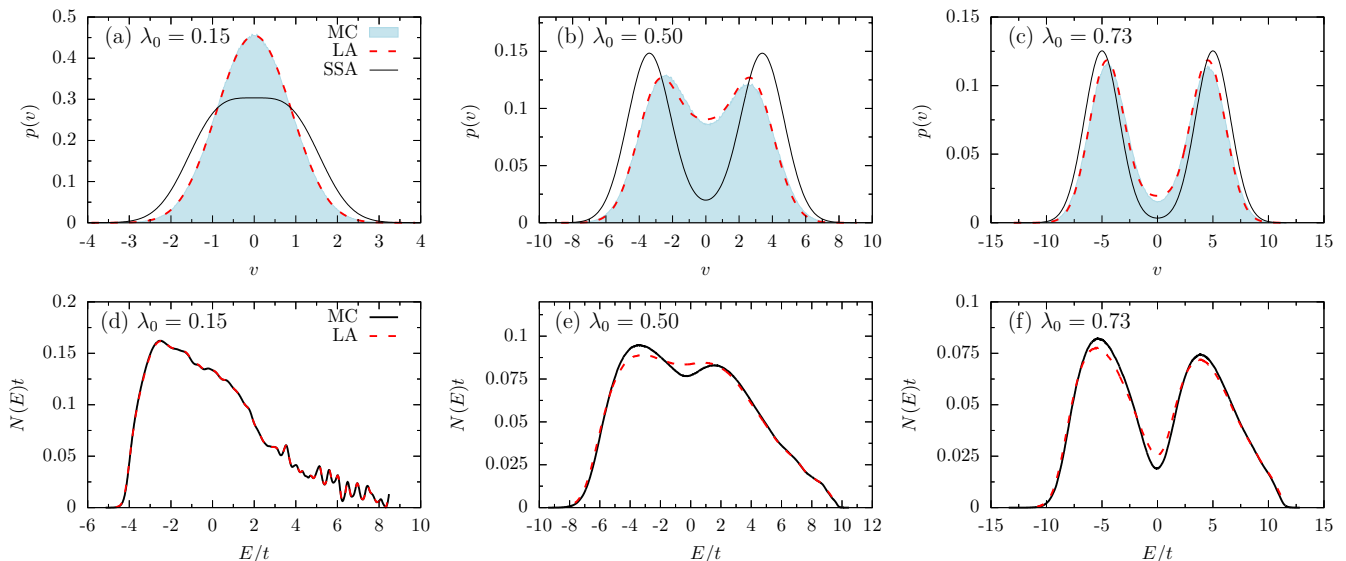 (a) λ₀ = 0.15
MC
LA
SSA
p(v)
0.5
0.4
0.3
0.2
0.1
0
-4 -3 -2 -1 0 1 2 3 4
v
(b) λ₀ = 0.50
p(v)
0.15
0.1
0.05
0
-10 -8 -6 -4 -2 0 2 4 6 8 10
v
(c) λ₀ = 0.73
p(v)
0.15
0.1
0.05
0
-15 -10 -5 0 5 10 15
v
(d) λ₀ = 0.15
MC
LA
N(E)t
0.2
0.15
0.1
0.05
0
-6 -4 -2 0 2 4 6 8 10
E/t
(e) λ₀ = 0.50
N(E)t
0.1
0.075
0.05
0.025
0
-10 -8 -6 -4 -2 0 2 4 6 8 10 12
E/t
(f) λ₀ = 0.73
N(E)t
0.1
0.075
0.05
0.025
0
-15 -10 -5 0 5 10 15
E/t